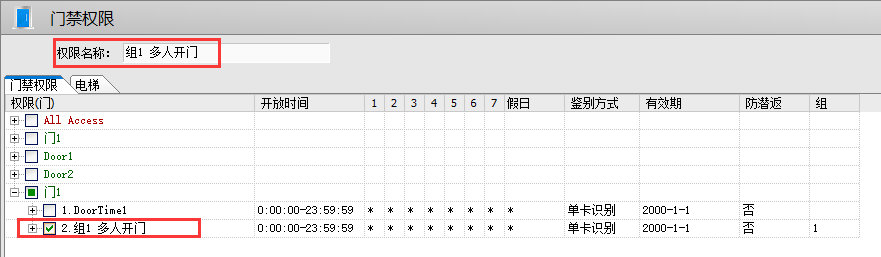 门禁权限
权限名称： 组1 多人开门
门禁权限 电梯
权限(门) 开放时间 1 2 3 4 5 6 7 假日 鉴别方式 有效期 防潜返 组
All Access
门1
Door1
Door2
门1
1.DoorTime1 0:00:00-23:59:59 * * * * * * * * 单卡识别 2000-1-1 否
2.组1 多人开门 0:00:00-23:59:59 * * * * * * * * 单卡识别 2000-1-1 否 1